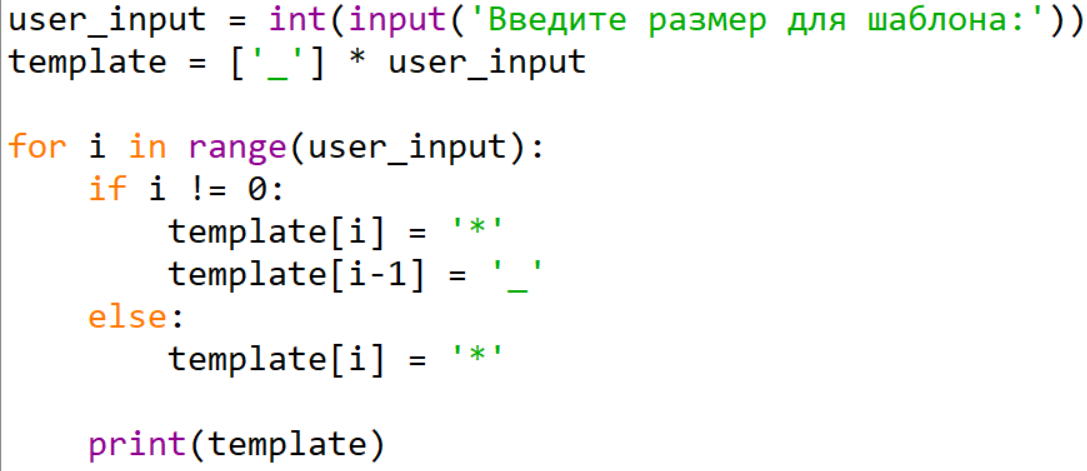 user_input = int(input('Введите размер для шаблона:'))
template = ['_'] * user_input
for i in range(user_input):
if i != 0:
template[i] = '*'
template[i-1] = '_'
else:
template[i] = '*'
print(template)